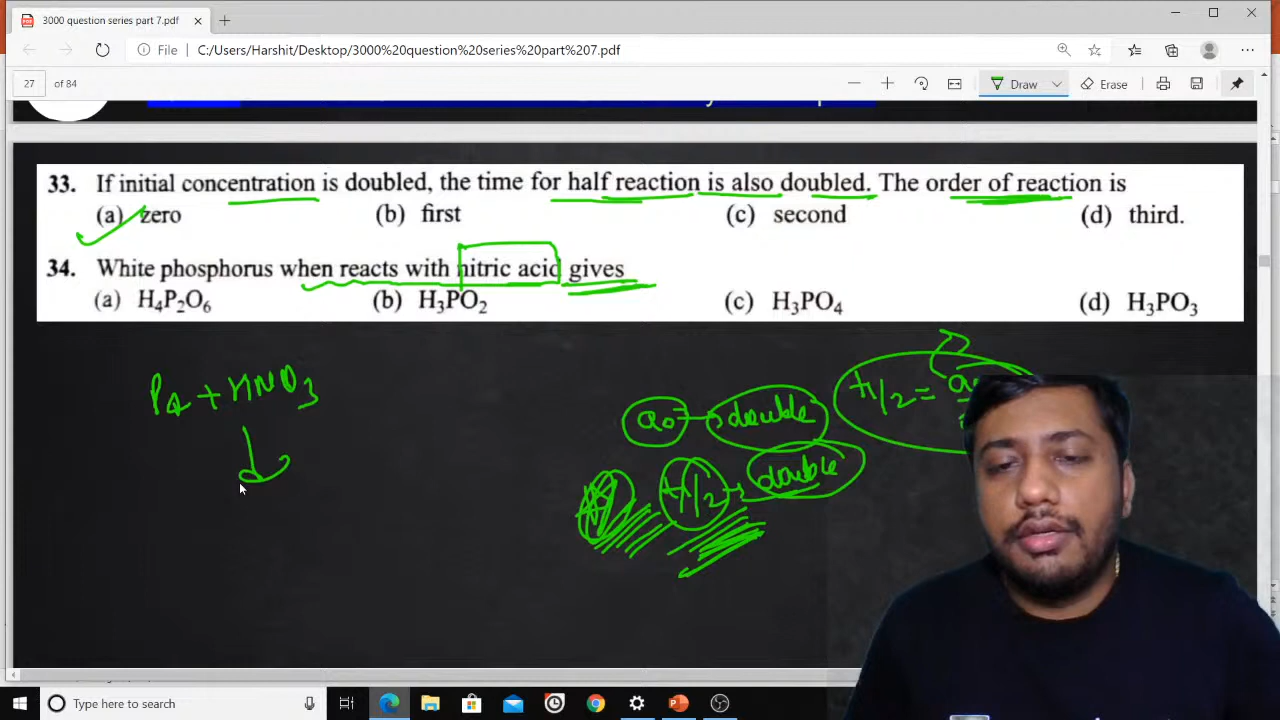 3000 question series part 7.pdf
File | C:/Users/Harshit/Desktop/3000%20question%20series%20part%207.pdf
27 of 84
Draw
Erase
33. If initial concentration is doubled, the time for half reaction is also doubled. The order of reaction is
(a) zero (b) first (c) second (d) third.
34. White phosphorus when reacts with nitric acid gives
(a) H₄P₂O₆ (b) H₃PO₂ (c) H₃PO₄ (d) H₃PO₃
P₄ + HNO₃
a₀ → double
t1/2 =
t1/2 → double
Type here to search